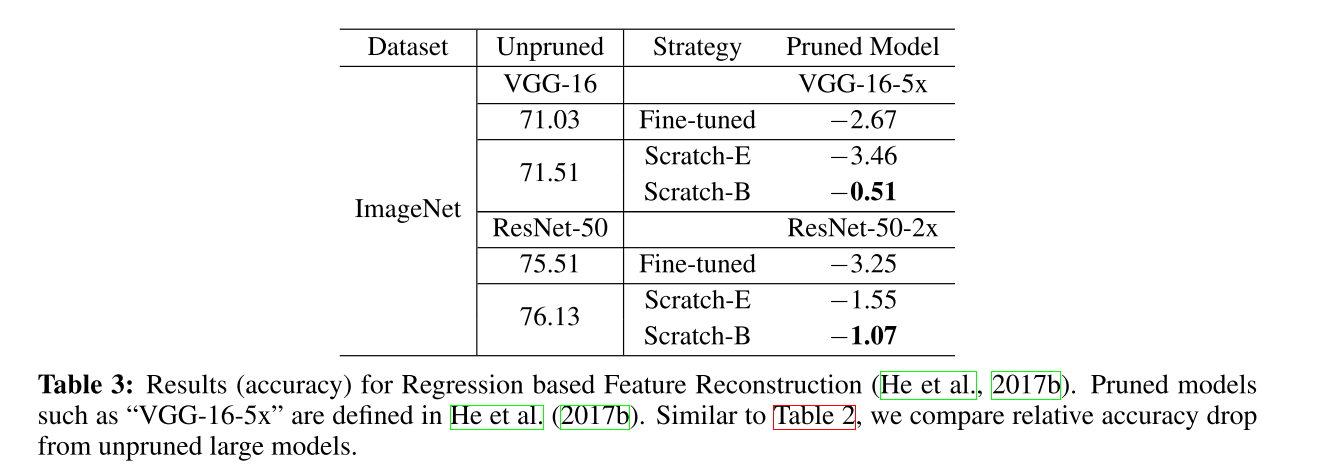 Dataset Unpruned Strategy Pruned Model
VGG-16 VGG-16-5x
71.03 Fine-tuned −2.67
71.51 Scratch-E −3.46
Scratch-B −0.51
ImageNet
ResNet-50 ResNet-50-2x
75.51 Fine-tuned −3.25
76.13 Scratch-E −1.55
Scratch-B −1.07
Table 3: Results (accuracy) for Regression based Feature Reconstruction (He et al., 2017b). Pruned models
such as “VGG-16-5x” are defined in He et al. (2017b). Similar to Table 2, we compare relative accuracy drop
from unpruned large models.